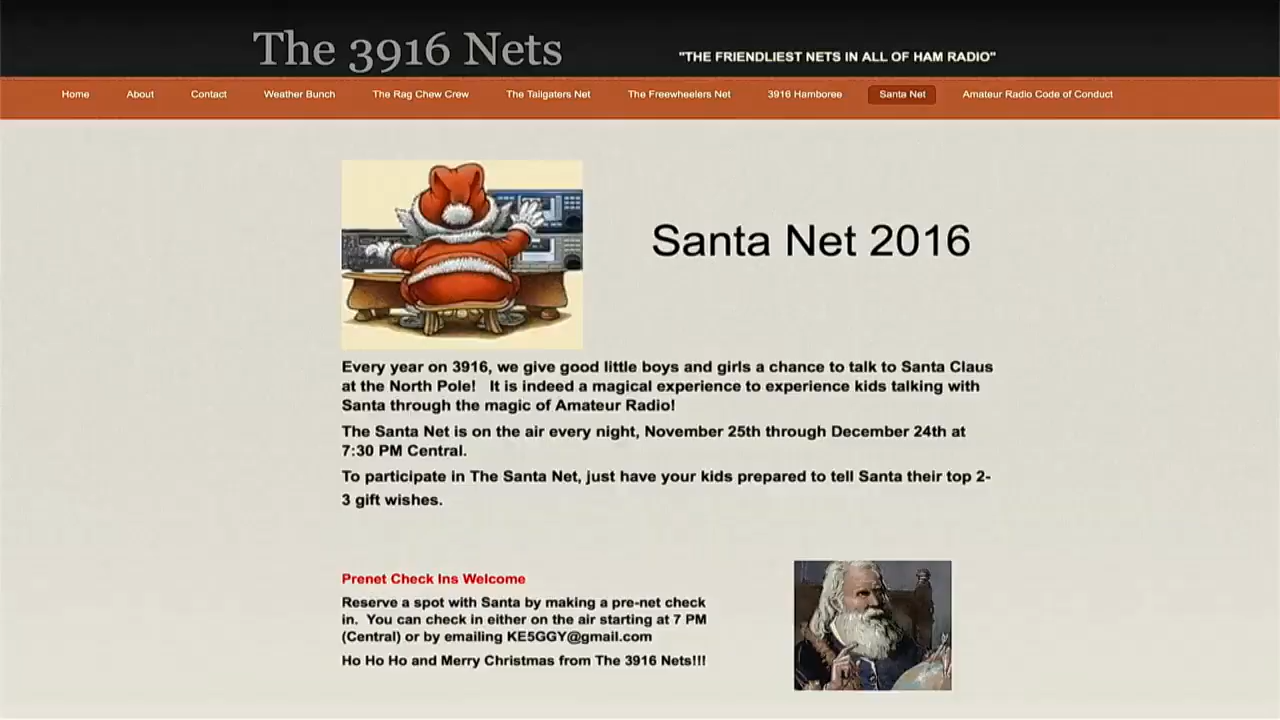 The 3916 Nets
"THE FRIENDLIEST NETS IN ALL OF HAM RADIO"
Home About Contact Weather Bunch The Rag Chew Crew The Tailgaters Net The Freewheelers Net 3916 Hamboree Santa Net Amateur Radio Code of Conduct
Santa Net 2016
Every year on 3916, we give good little boys and girls a chance to talk to Santa Claus
at the North Pole! It is indeed a magical experience to experience kids talking with
Santa through the magic of Amateur Radio!
The Santa Net is on the air every night, November 25th through December 24th at
7:30 PM Central.
To participate in The Santa Net, just have your kids prepared to tell Santa their top 2-
3 gift wishes.
Prenet Check Ins Welcome
Reserve a spot with Santa by making a pre-net check
in. You can check in either on the air starting at 7 PM
(Central) or by emailing KE5GGY@gmail.com
Ho Ho Ho and Merry Christmas from The 3916 Nets!!!